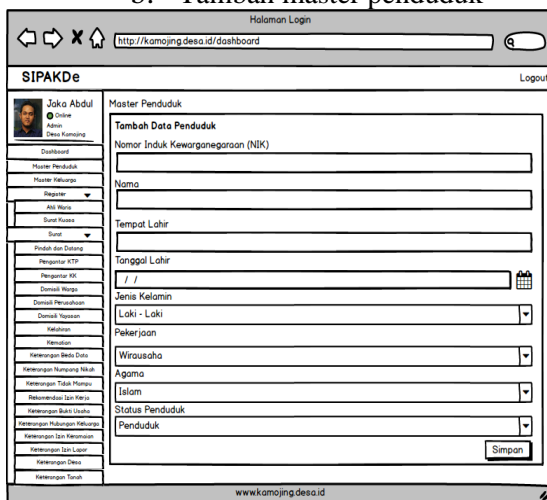 b. Tambah master penduduk
Halaman Login
http://kamojing.desa.id/dashboard
SIPAKDe
Logout
Jaka Abdul
Online
Admin
Desa Kamojing
Dashboard
Master Penduduk
Master Keluarga
Register
Ahli Waris
Surat Kuasa
Surat
Pindah dan Datang
Pengantar KTP
Pengantar KK
Domisili Warga
Domisili Perusahaan
Domisili Yayasan
Kelahiran
Kematian
Keterangan Beda Data
Keterangan Numpang Nikah
Keterangan Tidak Mampu
Rekomendasi Izin Kerja
Keterangan Bukti Usaha
Keterangan Hubungan Keluarga
Keterangan Izin Keramaian
Keterangan Izin Lapor
Keterangan Desa
Keterangan Tanah
Master Penduduk
Tambah Data Penduduk
Nomor Induk Kewarganegaraan (NIK)
Nama
Tempat Lahir
Tanggal Lahir
/ /
Jenis Kelamin
Laki - Laki
Pekerjaan
Wirausaha
Agama
Islam
Status Penduduk
Penduduk
Simpan
www.kamojing.desa.id